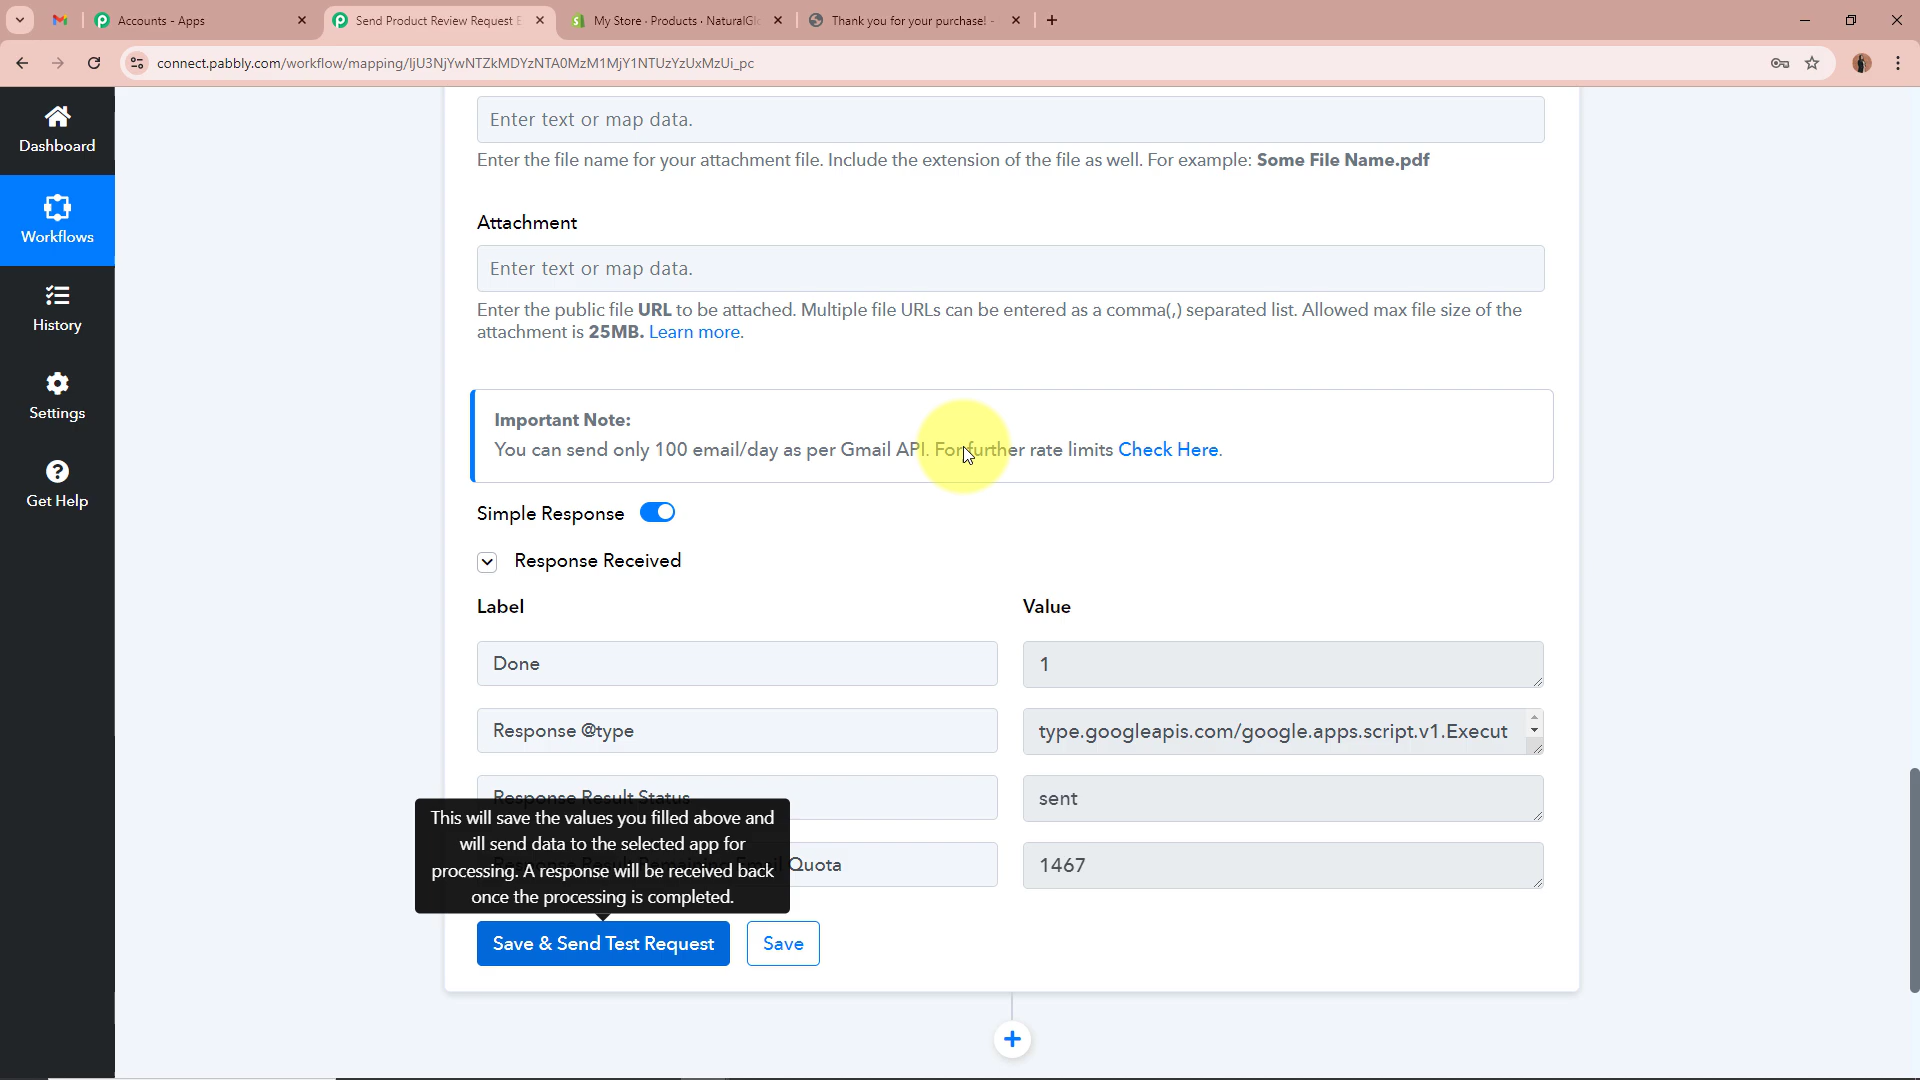 Accounts - Apps
Send Product Review Request E
My Store · Products · NaturalGl
Thank you for your purchase! -
connect.pabbly.com/workflow/mapping/IjU3NjYwNTZkMDYzNTA0MzM1MjY1NTUzYzUxMzUi_pc
Dashboard
Workflows
History
Settings
Get Help
Enter text or map data.
Enter the file name for your attachment file. Include the extension of the file as well. For example: Some File Name.pdf
Attachment
Enter text or map data.
Enter the public file URL to be attached. Multiple file URLs can be entered as a comma(,) separated list. Allowed max file size of the
attachment is 25MB. Learn more.
Important Note:
You can send only 100 email/day as per Gmail API. For further rate limits Check Here.
Simple Response
Response Received
Label
Value
Done
1
Response @type
type.googleapis.com/google.apps.script.v1.Execut
Response Result Status
sent
Response Result Remaining Email Quota
1467
This will save the values you filled above and
will send data to the selected app for
processing. A response will be received back
once the processing is completed.
Save & Send Test Request
Save